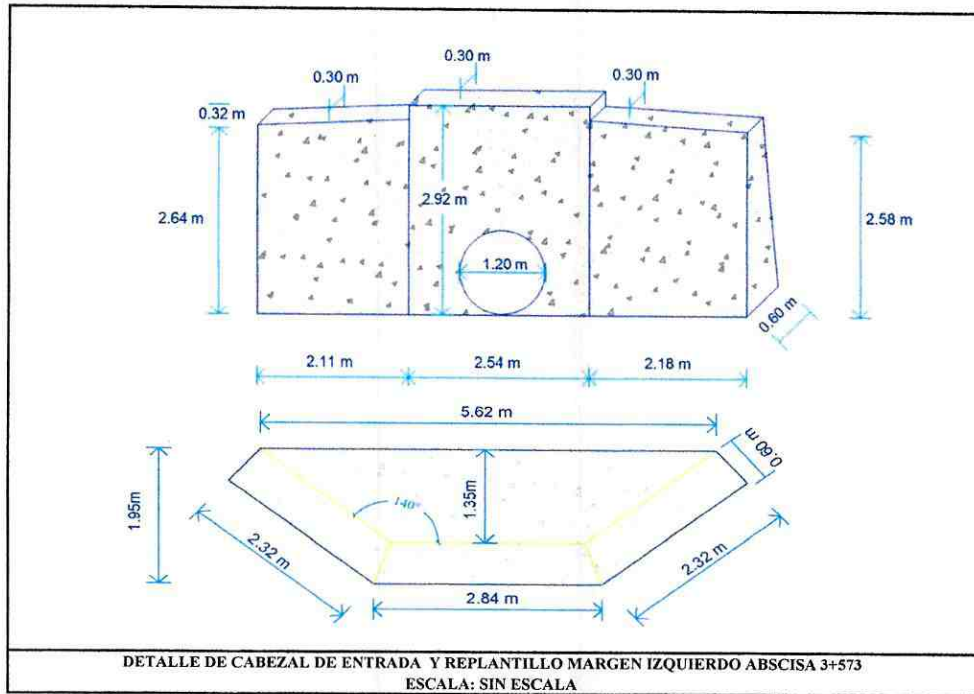 0.30 m
0.30 m
0.30 m
0.32 m
2.92 m
2.64 m
2.58 m
1.20 m
0.60 m
2.11 m
2.54 m
2.18 m
5.62 m
0.60 m
1.95m
140°
1.35m
2.32 m
2.32 m
2.84 m
DETALLE DE CABEZAL DE ENTRADA Y REPLANTILLO MARGEN IZQUIERDO ABSCISA 3+573
ESCALA: SIN ESCALA